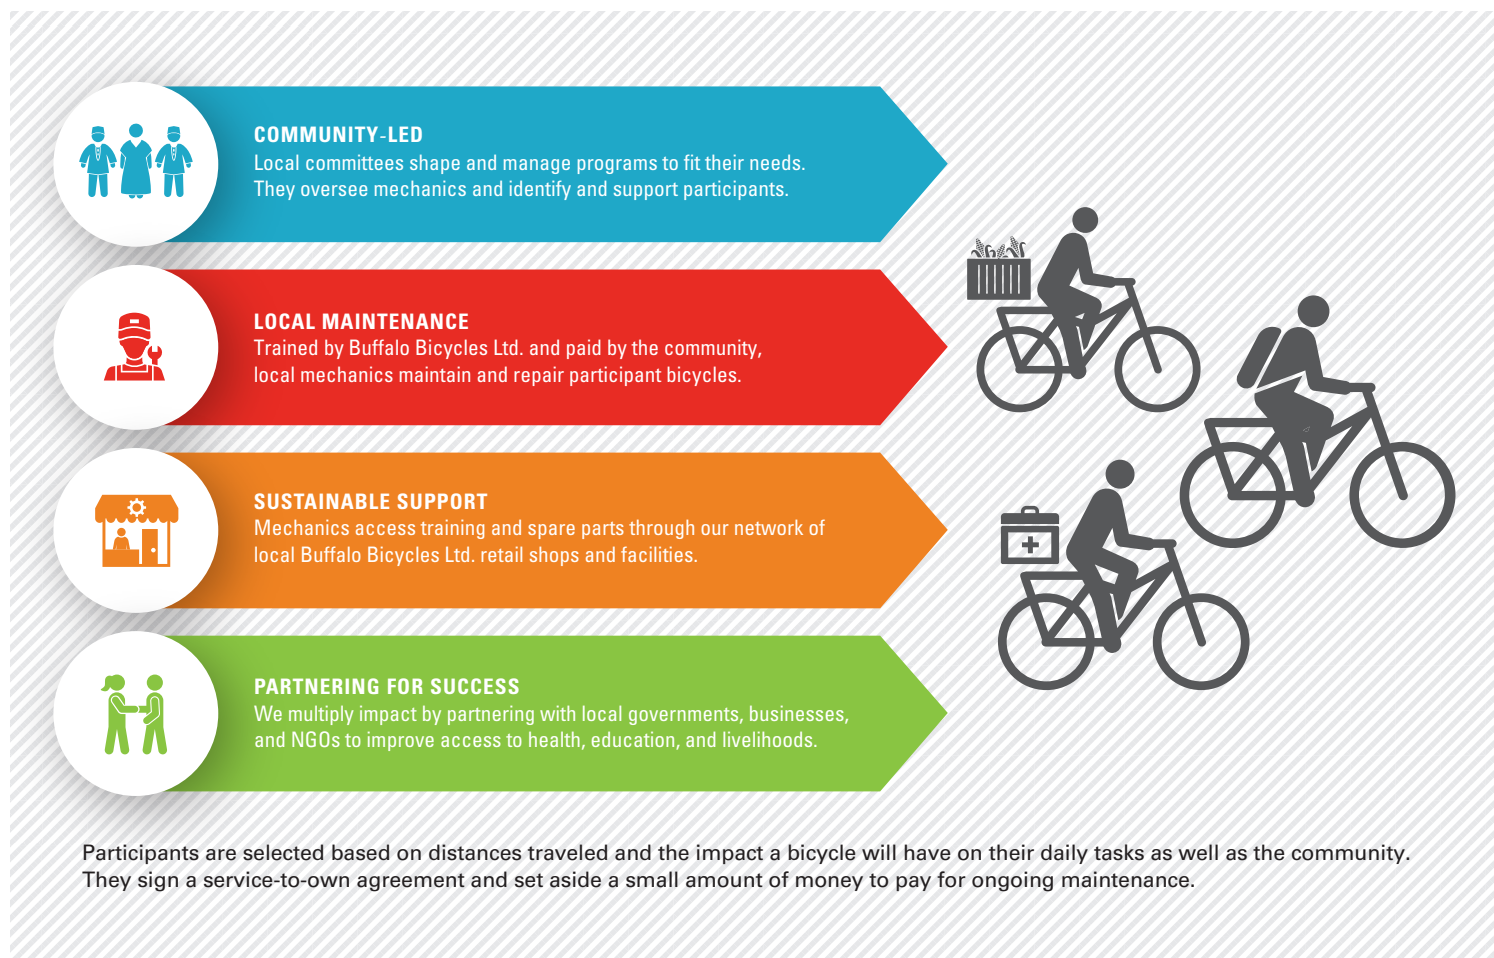 COMMUNITY-LED
Local committees shape and manage programs to fit their needs.
They oversee mechanics and identify and support participants.
LOCAL MAINTENANCE
Trained by Buffalo Bicycles Ltd. and paid by the community,
local mechanics maintain and repair participant bicycles.
SUSTAINABLE SUPPORT
Mechanics access training and spare parts through our network of
local Buffalo Bicycles Ltd. retail shops and facilities.
PARTNERING FOR SUCCESS
We multiply impact by partnering with local governments, businesses,
and NGOs to improve access to health, education, and livelihoods.
Participants are selected based on distances traveled and the impact a bicycle will have on their daily tasks as well as the community.
They sign a service-to-own agreement and set aside a small amount of money to pay for ongoing maintenance.